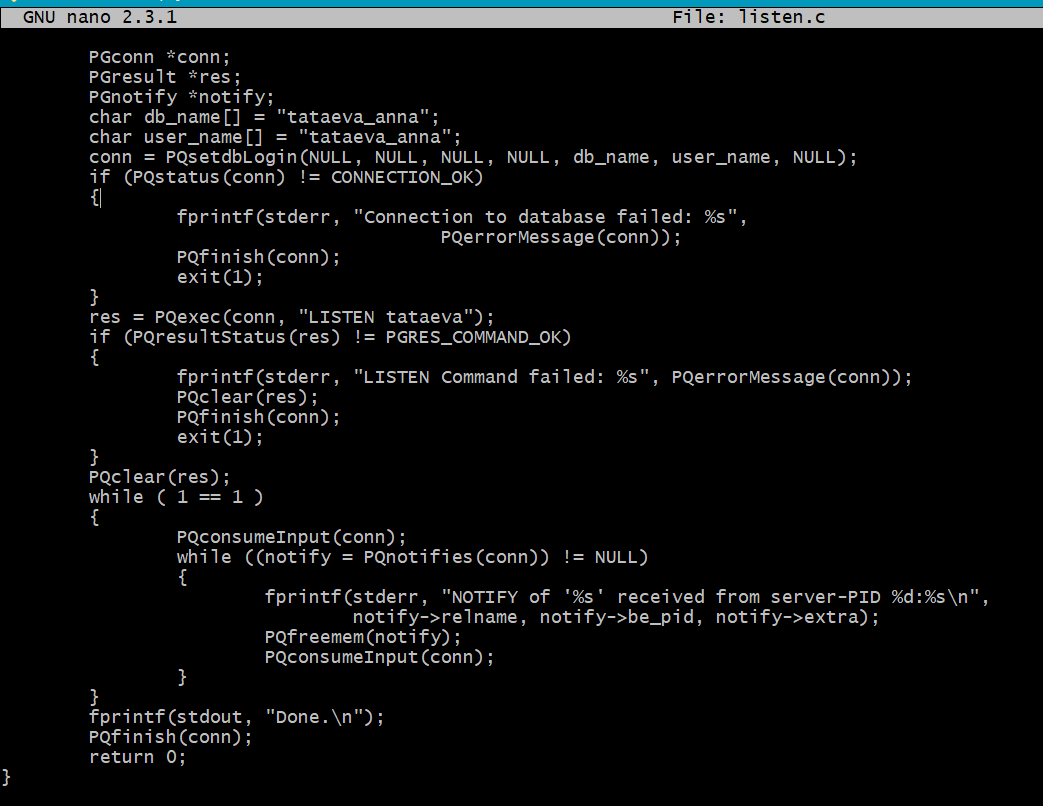 GNU nano 2.3.1 File: listen.c
PGconn *conn;
PGresult *res;
PGnotify *notify;
char db_name[] = "tataeva_anna";
char user_name[] = "tataeva_anna";
conn = PQsetdbLogin(NULL, NULL, NULL, NULL, db_name, user_name, NULL);
if (PQstatus(conn) != CONNECTION_OK)
{
fprintf(stderr, "Connection to database failed: %s",
PQerrorMessage(conn));
PQfinish(conn);
exit(1);
}
res = PQexec(conn, "LISTEN tataeva");
if (PQresultStatus(res) != PGRES_COMMAND_OK)
{
fprintf(stderr, "LISTEN Command failed: %s", PQerrorMessage(conn));
PQclear(res);
PQfinish(conn);
exit(1);
}
PQclear(res);
while ( 1 == 1 )
{
PQconsumeInput(conn);
while ((notify = PQnotifies(conn)) != NULL)
{
fprintf(stderr, "NOTIFY of '%s' received from server-PID %d:%s\n",
notify->relname, notify->be_pid, notify->extra);
PQfreemem(notify);
PQconsumeInput(conn);
}
}
fprintf(stdout, "Done.\n");
PQfinish(conn);
return 0;
}